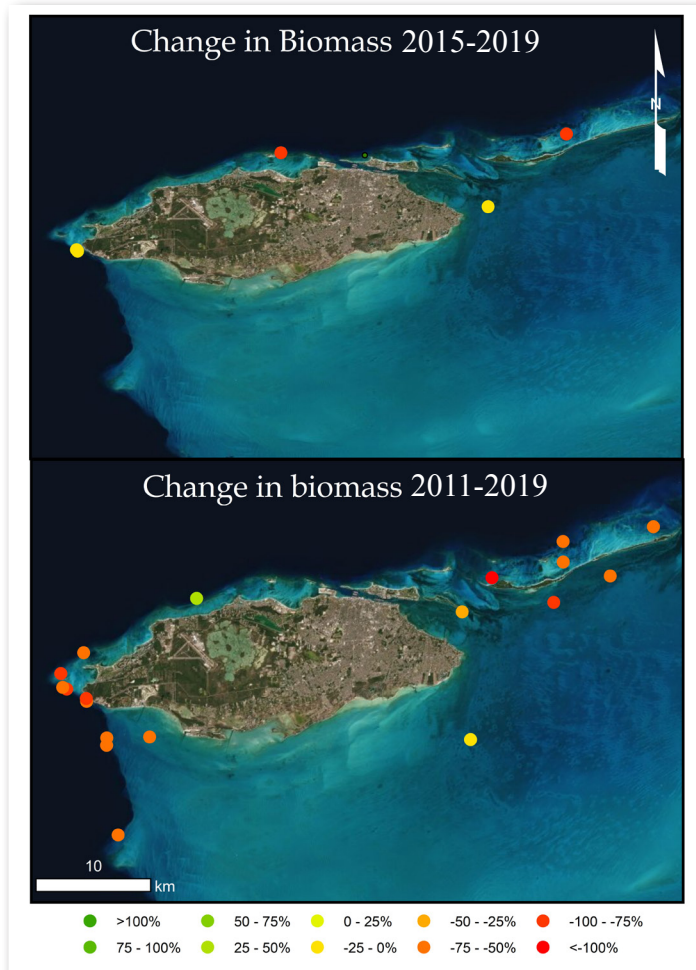 Change in Biomass 2015-2019
N
Change in biomass 2011-2019
10
km
>100% 50 - 75% 0 - 25% -50 - -25% -100 - -75%
75 - 100% 25 - 50% -25 - 0% -75 - -50% <-100%